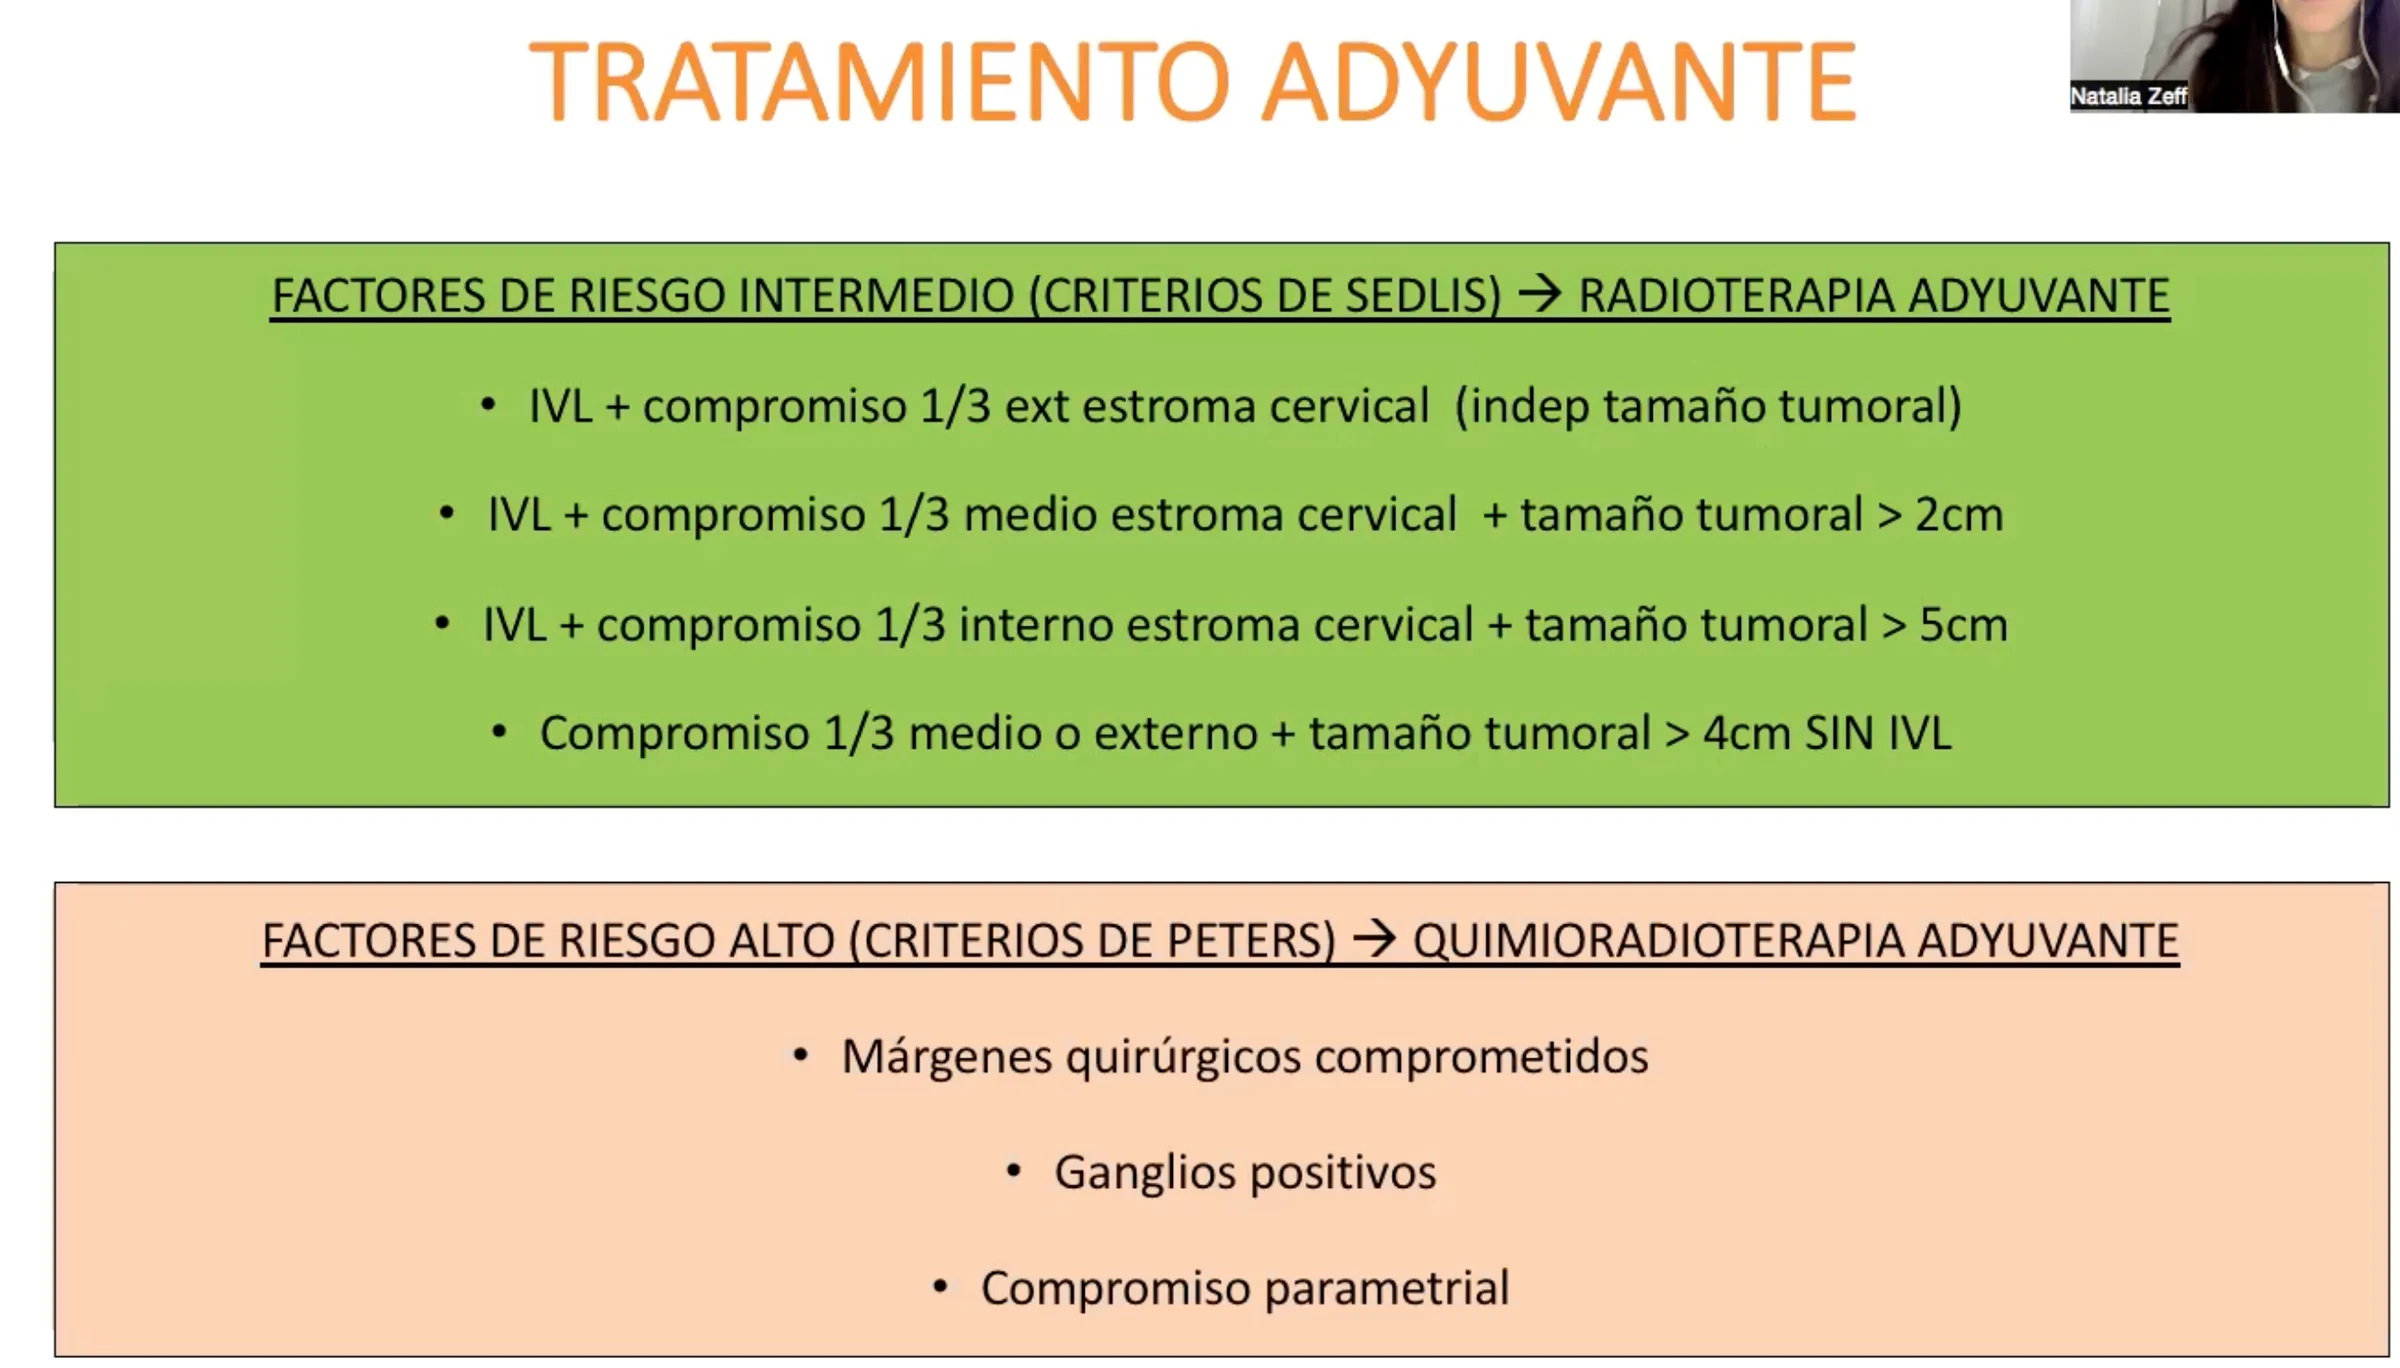 TRATAMIENTO ADYUVANTE
Natalia Zeff
FACTORES DE RIESGO INTERMEDIO (CRITERIOS DE SEDLIS) → RADIOTERAPIA ADYUVANTE
• IVL + compromiso 1/3 ext estroma cervical (indep tamaño tumoral)
• IVL + compromiso 1/3 medio estroma cervical + tamaño tumoral > 2cm
• IVL + compromiso 1/3 interno estroma cervical + tamaño tumoral > 5cm
• Compromiso 1/3 medio o externo + tamaño tumoral > 4cm SIN IVL
FACTORES DE RIESGO ALTO (CRITERIOS DE PETERS) → QUIMIORADIOTERAPIA ADYUVANTE
• Márgenes quirúrgicos comprometidos
• Ganglios positivos
• Compromiso parametrial